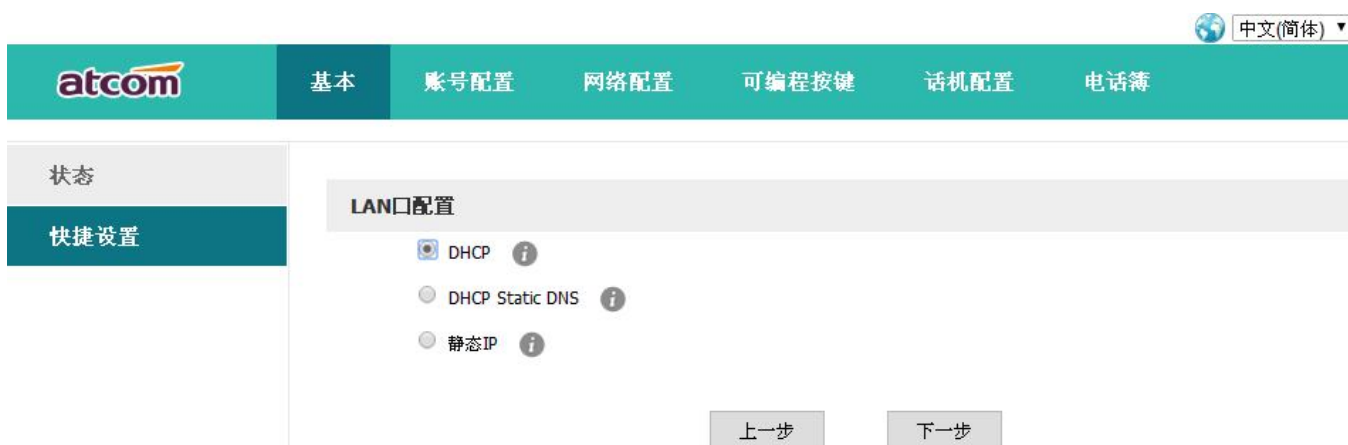 中文(简体)
atcom 基本 账号配置 网络配置 可编程按键 话机配置 电话簿
状态
LAN口配置
快捷设置
DHCP
DHCP Static DNS
静态IP
上一步 下一步